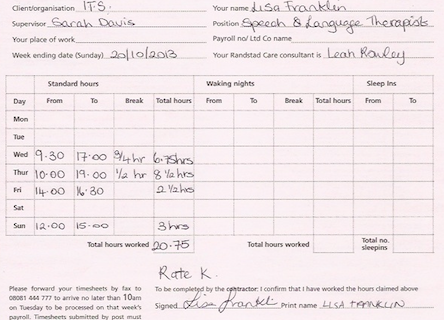 Client/organisation ITS. Your name Lisa Franklin
Supervisor Sarah Davis Position Speech & Language Therapist
Your place of work Payroll no/ Ltd Co name
Week ending date (Sunday) 20/10/2013 Your Randstad Care consultant is Leah Rowley
Standard hours Waking nights Sleep Ins
Day From To Break Total hours From To Break Total hours From To
Mon
Tue
Wed 9.30 17.00 3/4 hr 6.75hrs
Thur 10.00 19.00 1/2 hr 8 1/2 hrs
Fri 14.00 16.30 2 1/2 hrs
Sat
Sun 12.00 15.00 3 hrs
Total hours worked 20.75 Total hours worked Total no. sleepins
Rate K.
Please forward your timesheets by fax to To be completed by the contractor: I confirm that I have worked the hours claimed above
08081 444 777 to arrive no later than 10am
on Tuesday to be processed on that week's Signed Lisa Franklin Print name LISA FRANKLIN
payroll. Timesheets submitted by post must